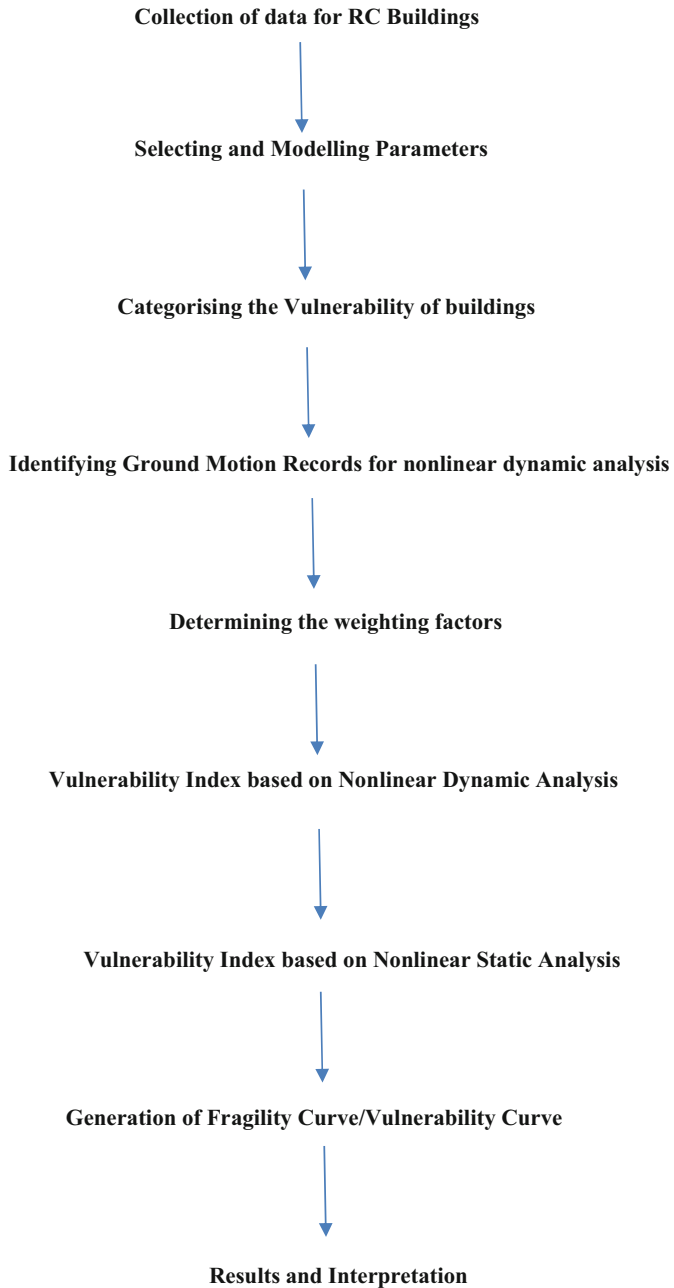 Collection of data for RC Buildings
Selecting and Modelling Parameters
Categorising the Vulnerability of buildings
Identifying Ground Motion Records for nonlinear dynamic analysis
Determining the weighting factors
Vulnerability Index based on Nonlinear Dynamic Analysis
Vulnerability Index based on Nonlinear Static Analysis
Generation of Fragility Curve/Vulnerability Curve
Results and Interpretation